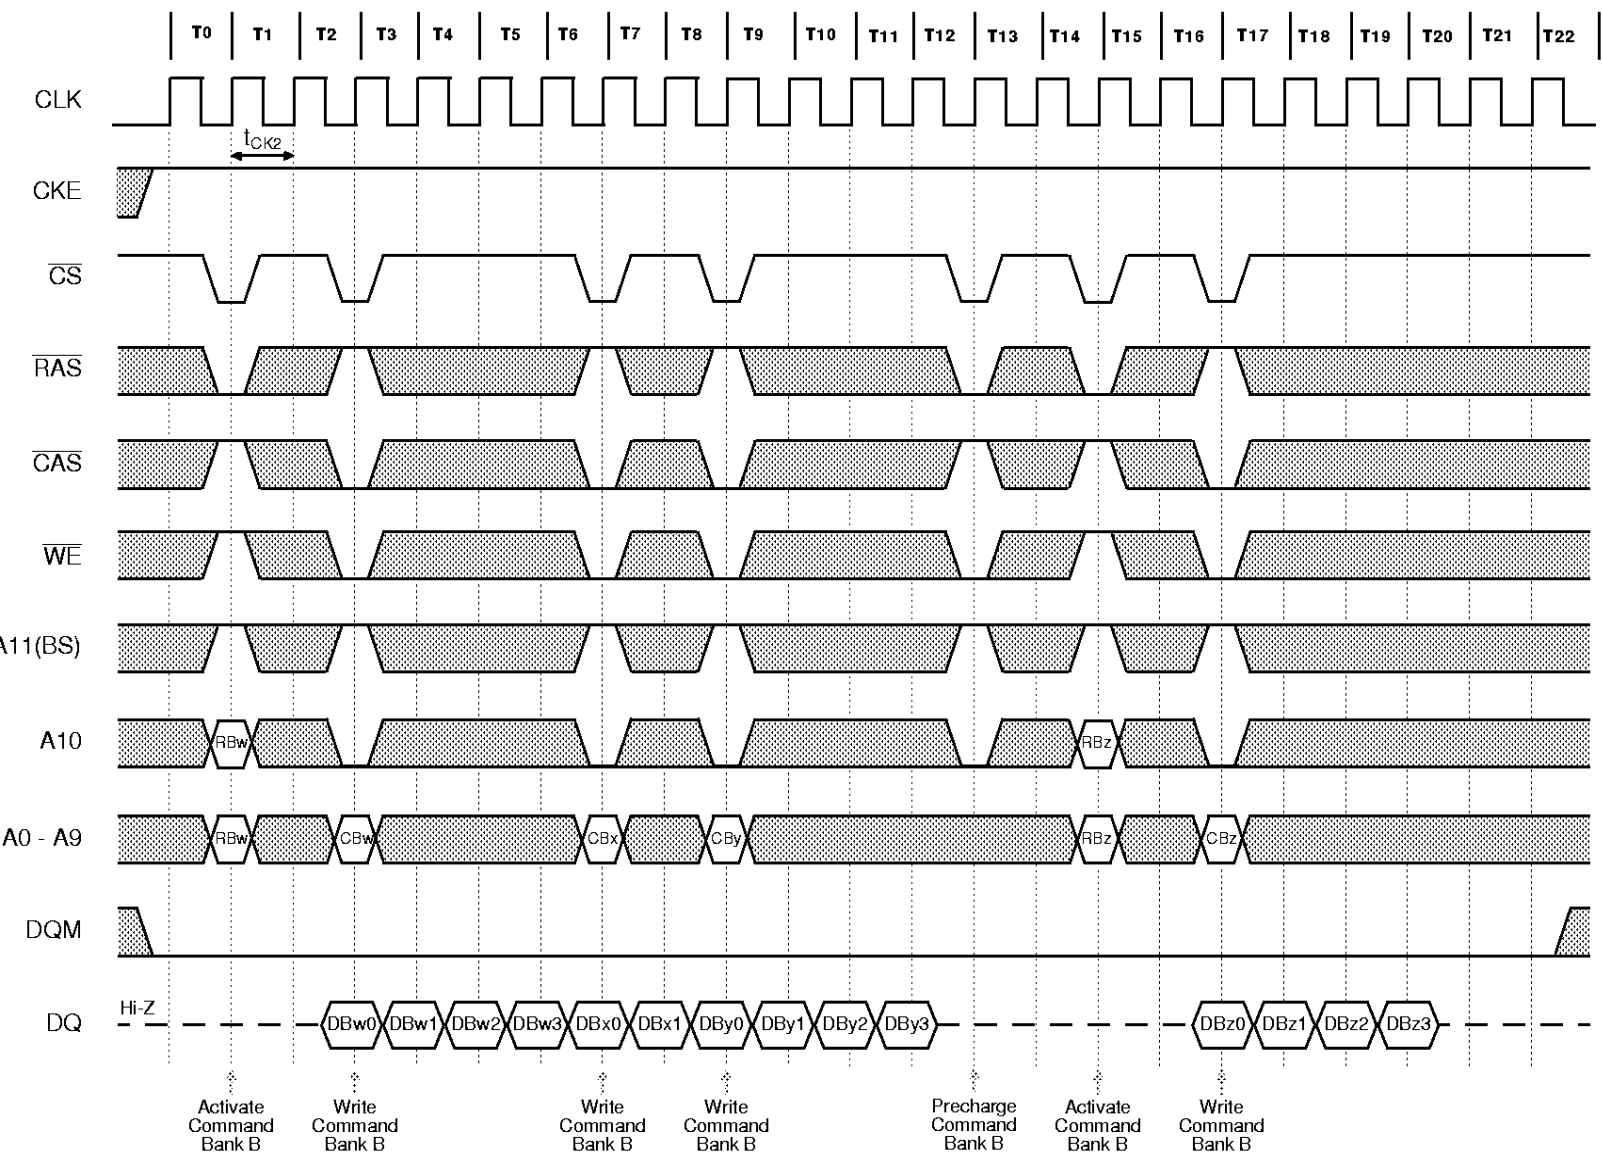 T0 T1 T2 T3 T4 T5 T6 T7 T8 T9 T10 T11 T12 T13 T14 T15 T16 T17 T18 T19 T20 T21 T22
CLK
tCK2
CKE
CS
RAS
CAS
WE
A11(BS)
A10 RBw RBz
A0 - A9 RBw CBw CBx CBy RBz CBz
DQM
Hi-Z
DQ DBw0 DBw1 DBw2 DBw3 DBx0 DBx1 DBy0 DBy1 DBy2 DBy3 DBz0 DBz1 DBz2 DBz3
Activate
Command
Bank B
Write
Command
Bank B
Write
Command
Bank B
Write
Command
Bank B
Precharge
Command
Bank B
Activate
Command
Bank B
Write
Command
Bank B